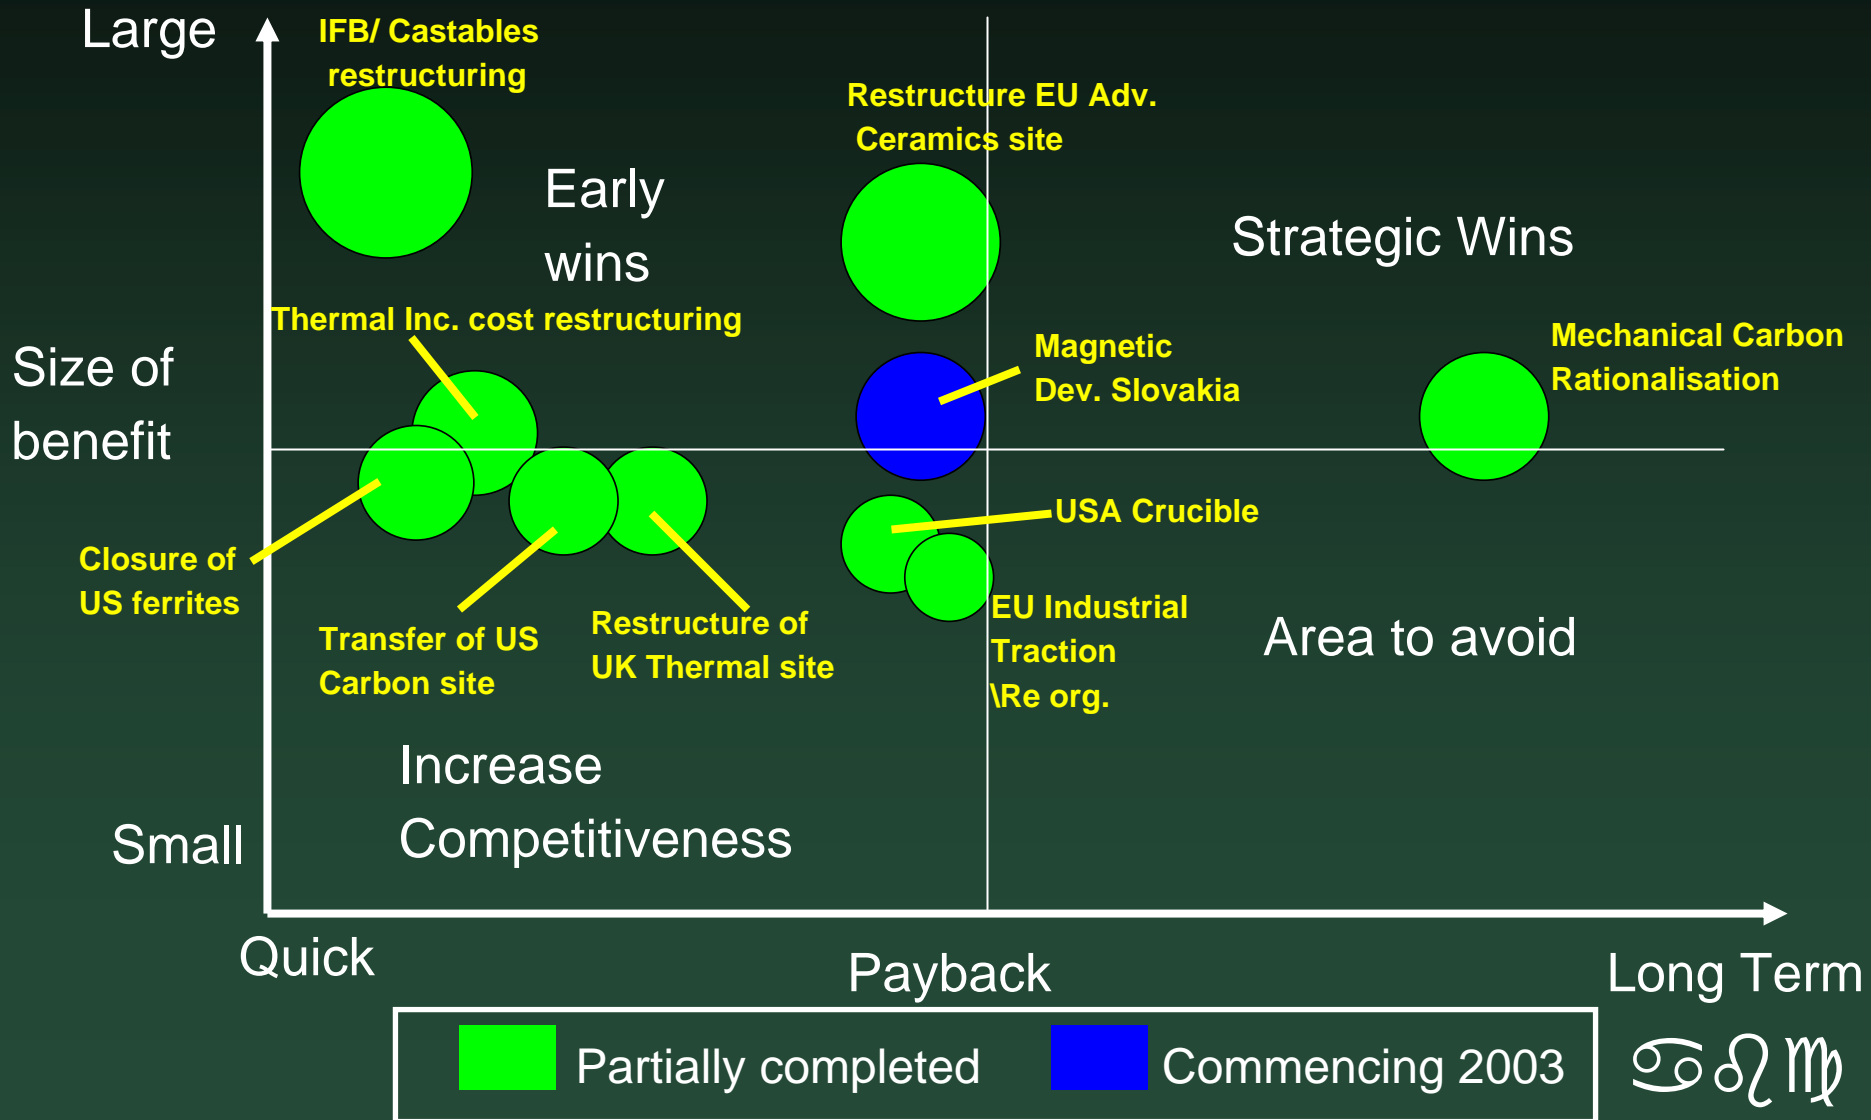 Large
IFB/ Castables
restructuring
Restructure EU Adv.
Ceramics site
Early
wins
Strategic Wins
Thermal Inc. cost restructuring
Size of
benefit
Magnetic
Dev. Slovakia
Mechanical Carbon
Rationalisation
USA Crucible
Closure of
US ferrites
Transfer of US
Carbon site
Restructure of
UK Thermal site
EU Industrial
Traction
\Re org.
Area to avoid
Increase
Competitiveness
Small
Quick
Payback
Long Term
Partially completed
Commencing 2003
♋♌♍